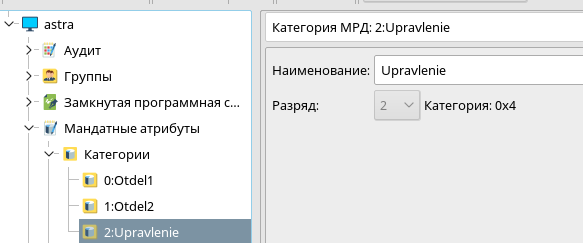 astra
Аудит
Группы
Замкнутая программная с...
Мандатные атрибуты
Категории
0:Otdel1
1:Otdel2
2:Upravlenie
Категория МРД: 2:Upravlenie
Наименование: Upravlenie
Разряд: 2 Категория: 0x4